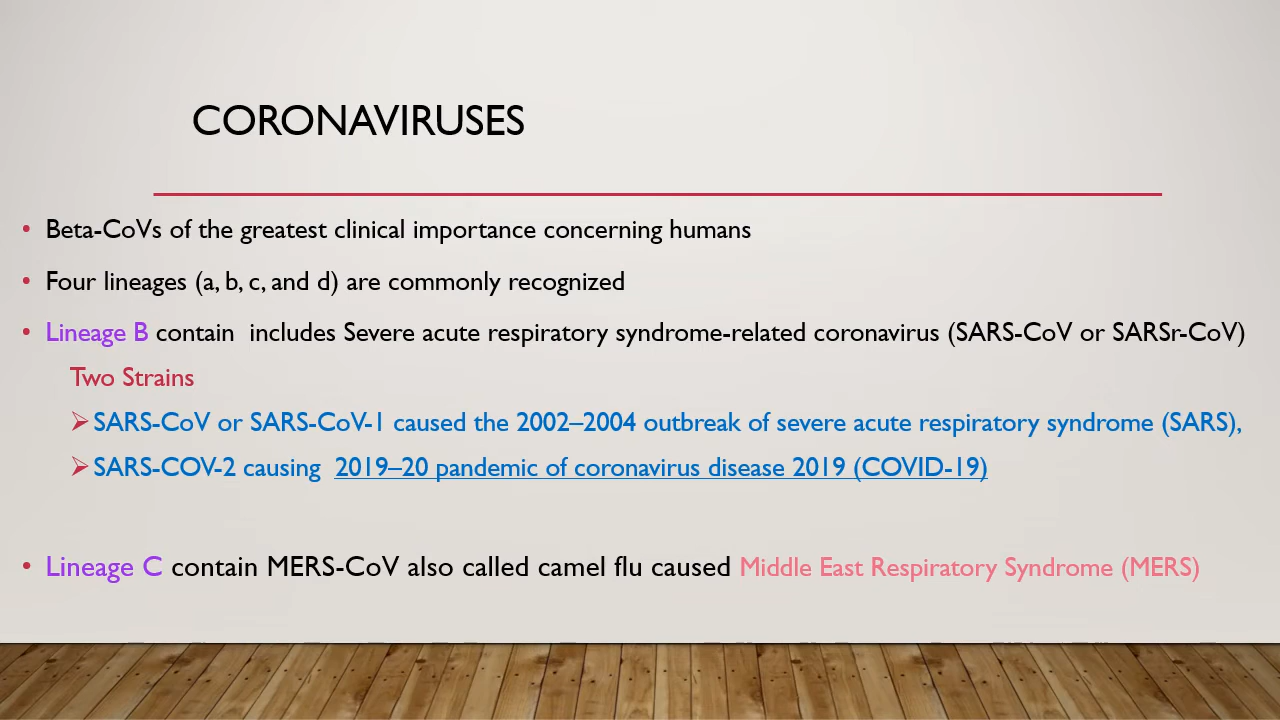 CORONAVIRUSES
• Beta-CoVs of the greatest clinical importance concerning humans
• Four lineages (a, b, c, and d) are commonly recognized
• Lineage B contain  includes Severe acute respiratory syndrome-related coronavirus (SARS-CoV or SARSr-CoV)
Two Strains
➢ SARS-CoV or SARS-CoV-1 caused the 2002–2004 outbreak of severe acute respiratory syndrome (SARS),
➢ SARS-COV-2 causing  2019–20 pandemic of coronavirus disease 2019 (COVID-19)
• Lineage C contain MERS-CoV also called camel flu caused Middle East Respiratory Syndrome (MERS)